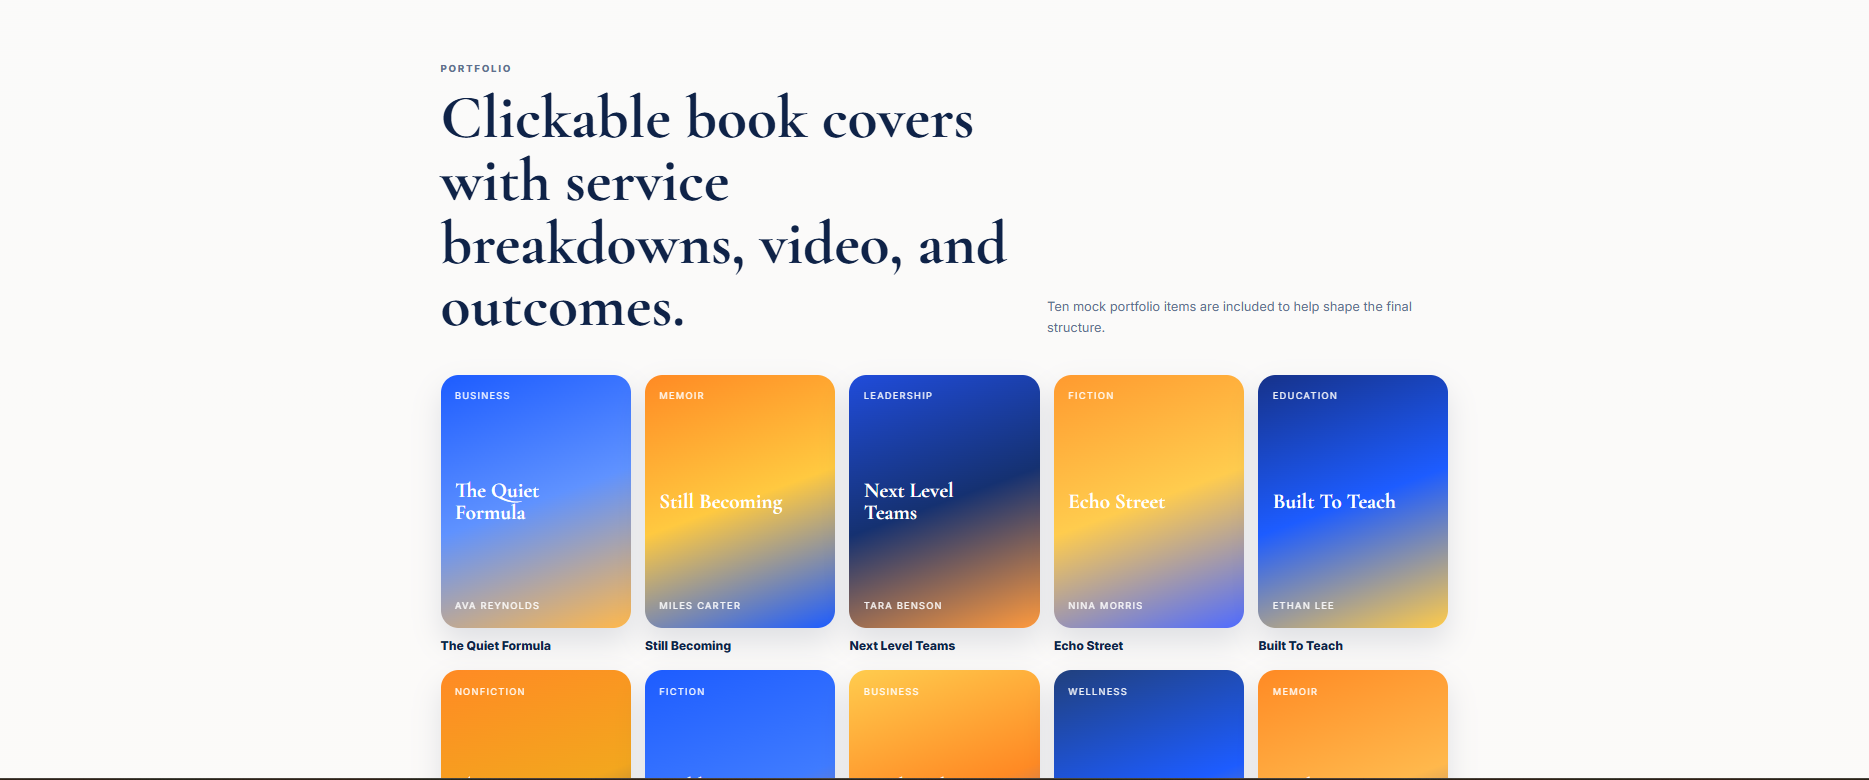 PORTFOLIO
Clickable book covers
with service
breakdowns, video, and
outcomes.
Ten mock portfolio items are included to help shape the final
structure.
BUSINESS
The Quiet
Formula
AVA REYNOLDS
The Quiet Formula
MEMOIR
Still Becoming
MILES CARTER
Still Becoming
LEADERSHIP
Next Level
Teams
TARA BENSON
Next Level Teams
FICTION
Echo Street
NINA MORRIS
Echo Street
EDUCATION
Built To Teach
ETHAN LEE
Built To Teach
NONFICTION
FICTION
BUSINESS
WELLNESS
MEMOIR